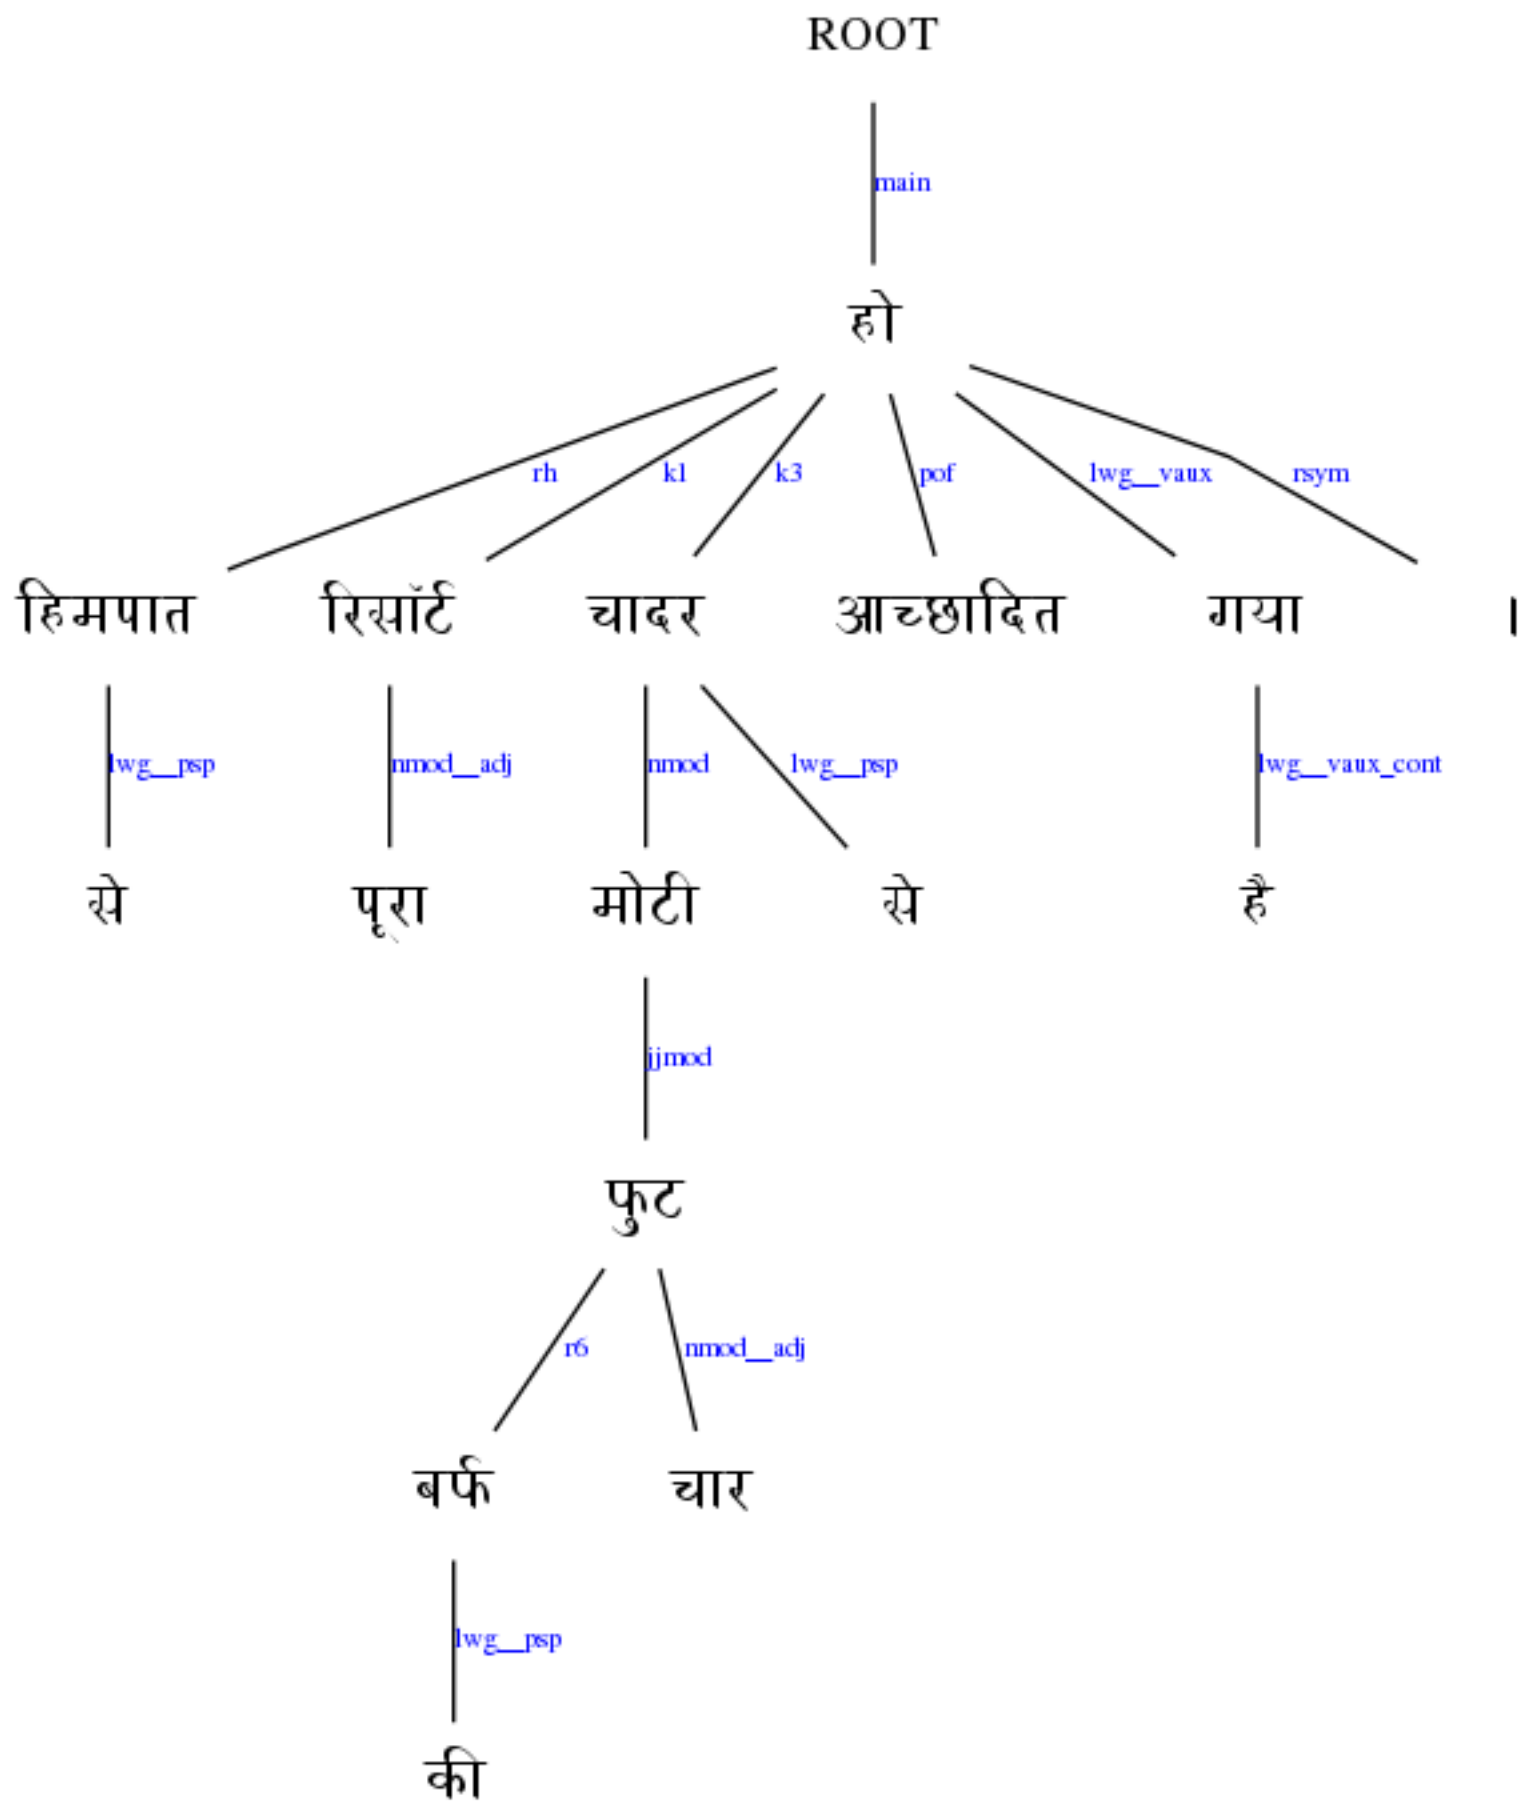 ROOT
main
हो
rh k1 k3 pof lwg__vaux rsym
हिमपात रिसॉर्ट चादर आच्छादित गया ।
lwg__psp nmod__adj nmod lwg__psp lwg__vaux_cont
से पूरा मोटी से है
jjmod
फुट
r6 nmod__adj
बर्फ चार
lwg__psp
की